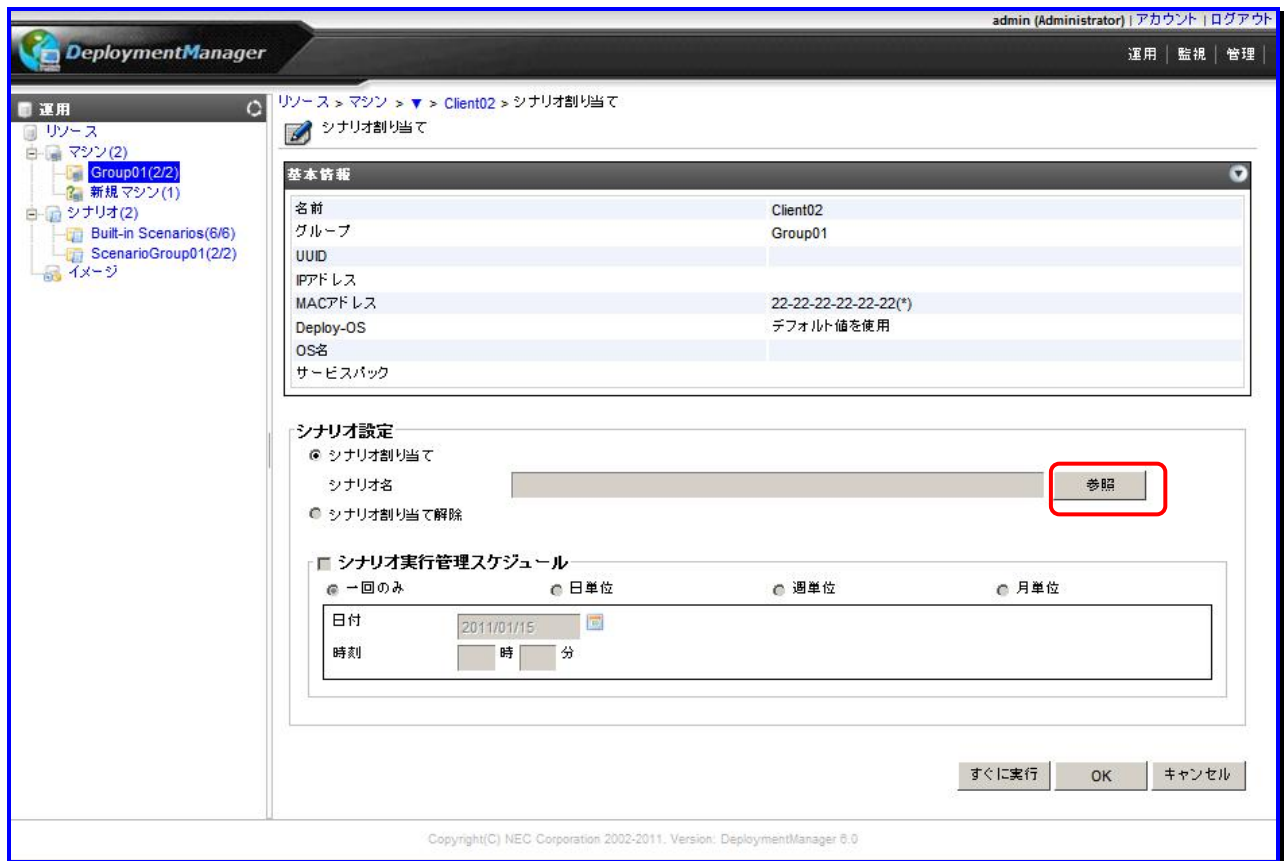 admin (Administrator) | アカウント | ログアウト
DeploymentManager
運用 | 監視 | 管理 |
運用
リソース
マシン(2)
Group01(2/2)
新規マシン(1)
シナリオ(2)
Built-in Scenarios(6/6)
ScenarioGroup01(2/2)
イメージ
リソース > マシン > ▼ > Client02 > シナリオ割り当て
シナリオ割り当て
基本情報
名前 Client02
グループ Group01
UUID
IPアドレス
MACアドレス 22-22-22-22-22-22(*)
Deploy-OS デフォルト値を使用
OS名
サービスパック
シナリオ設定
シナリオ割り当て
シナリオ名 参照
シナリオ割り当て解除
シナリオ実行管理スケジュール
一回のみ 日単位 週単位 月単位
日付 2011/01/15
時刻 時 分
すぐに実行 OK キャンセル
Copyright(C) NEC Corporation 2002-2011. Version: DeploymentManager 6.0